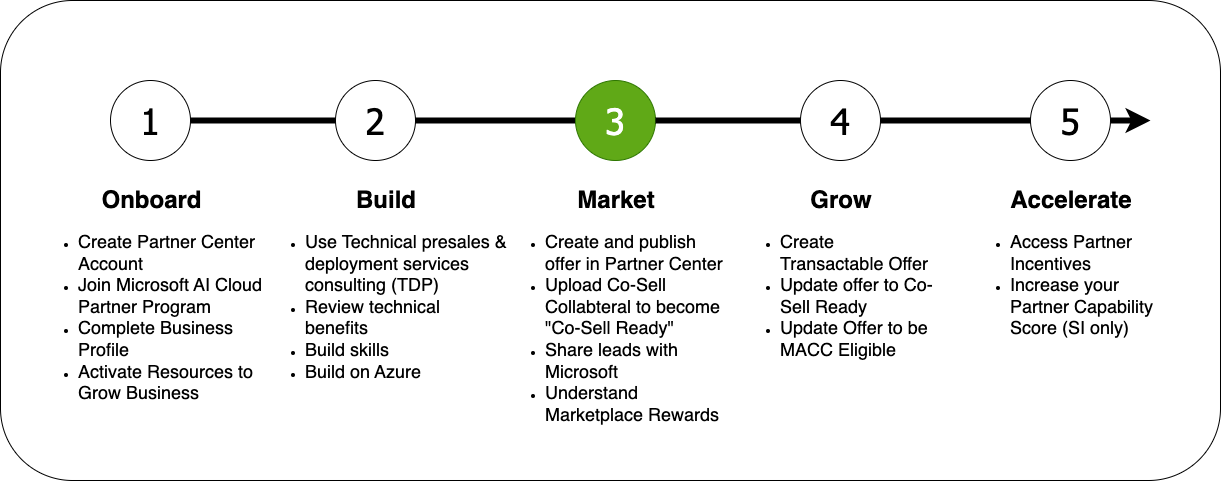 1
2
3
4
5
Onboard
Create Partner Center
Account
Join Microsoft AI Cloud
Partner Program
Complete Business
Profile
Activate Resources to
Grow Business
Build
Use Technical presales &
deployment services
consulting (TDP)
Review technical
benefits
Build skills
Build on Azure
Market
Create and publish
offer in Partner Center
Upload Co-Sell
Collabteral to become
"Co-Sell Ready"
Share leads with
Microsoft
Understand
Marketplace Rewards
Grow
Create
Transactable Offer
Update offer to Co-
Sell Ready
Update Offer to be
MACC Eligible
Accelerate
Access Partner
Incentives
Increase your
Partner Capability
Score (SI only)